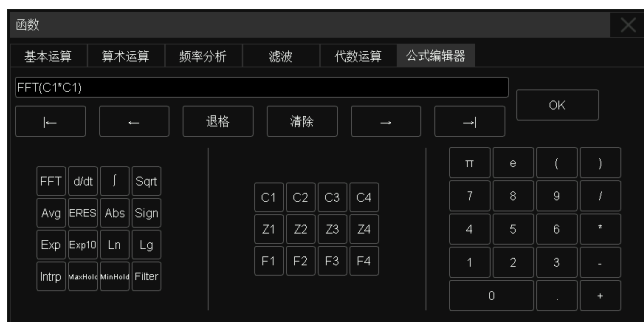 函数
基本运算 算术运算 频率分析 滤波 代数运算 公式编辑器
FFT(C1*C1)
OK
|← ← 退格 清除 → →|
π e ( )
FFT d/dt ∫ Sqrt
7 8 9 /
C1 C2 C3 C4
Avg ERES Abs Sign
4 5 6 *
Z1 Z2 Z3 Z4
Exp Exp10 Ln Lg
1 2 3 -
F1 F2 F3 F4
Intrp MaxHold MinHold Filter
0 . +